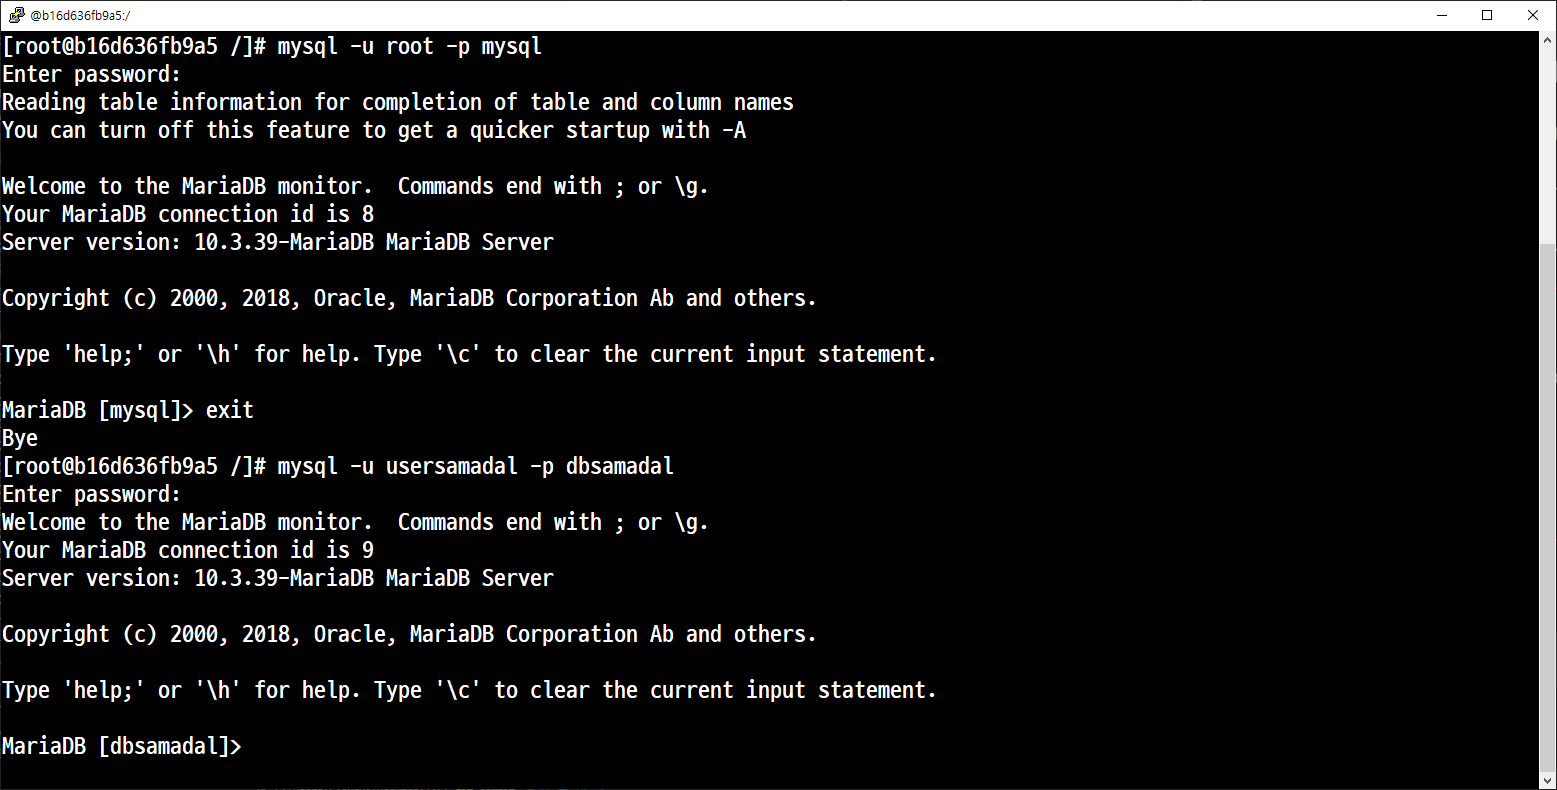 @b16d636fb9a5:/
[root@b16d636fb9a5 /]# mysql -u root -p mysql
Enter password:
Reading table information for completion of table and column names
You can turn off this feature to get a quicker startup with -A
Welcome to the MariaDB monitor.  Commands end with ; or \g.
Your MariaDB connection id is 8
Server version: 10.3.39-MariaDB MariaDB Server
Copyright (c) 2000, 2018, Oracle, MariaDB Corporation Ab and others.
Type 'help;' or '\h' for help. Type '\c' to clear the current input statement.
MariaDB [mysql]> exit
Bye
[root@b16d636fb9a5 /]# mysql -u usersamadal -p dbsamadal
Enter password:
Welcome to the MariaDB monitor.  Commands end with ; or \g.
Your MariaDB connection id is 9
Server version: 10.3.39-MariaDB MariaDB Server
Copyright (c) 2000, 2018, Oracle, MariaDB Corporation Ab and others.
Type 'help;' or '\h' for help. Type '\c' to clear the current input statement.
MariaDB [dbsamadal]>